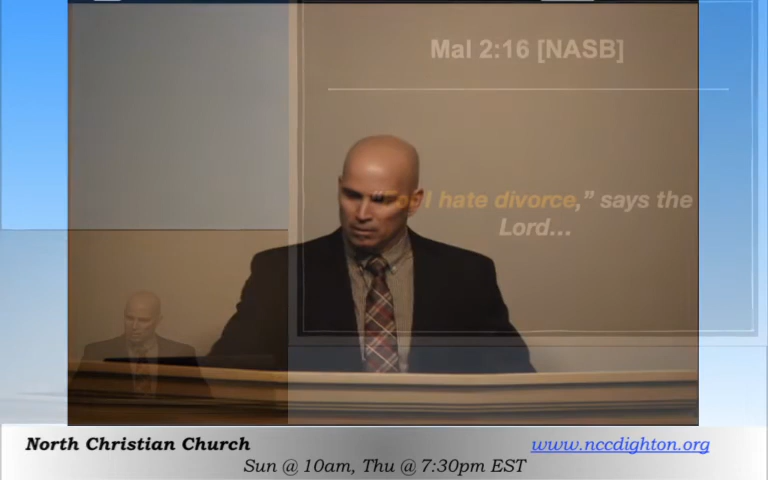 Mal 2:16 [NASB]
I hate divorce,” says the
Lord...
North Christian Church
www.nccdighton.org
Sun @ 10am, Thu @ 7:30pm EST